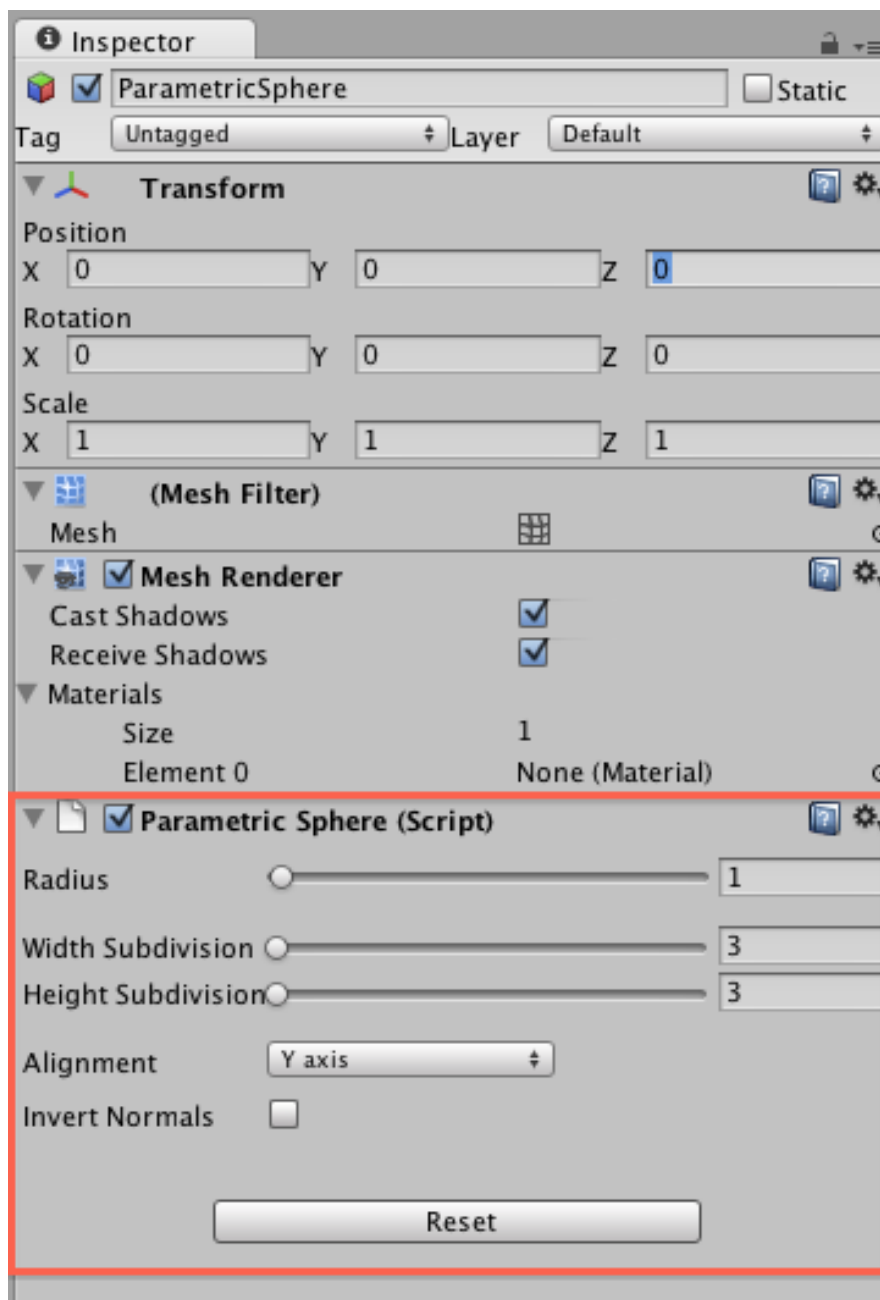 Inspector
ParametricSphere Static
Tag Untagged Layer Default
Transform
Position
X 0 Y 0 Z 0
Rotation
X 0 Y 0 Z 0
Scale
X 1 Y 1 Z 1
(Mesh Filter)
Mesh
Mesh Renderer
Cast Shadows
Receive Shadows
Materials
Size 1
Element 0 None (Material)
Parametric Sphere (Script)
Radius 1
Width Subdivision 3
Height Subdivision 3
Alignment Y axis
Invert Normals
Reset